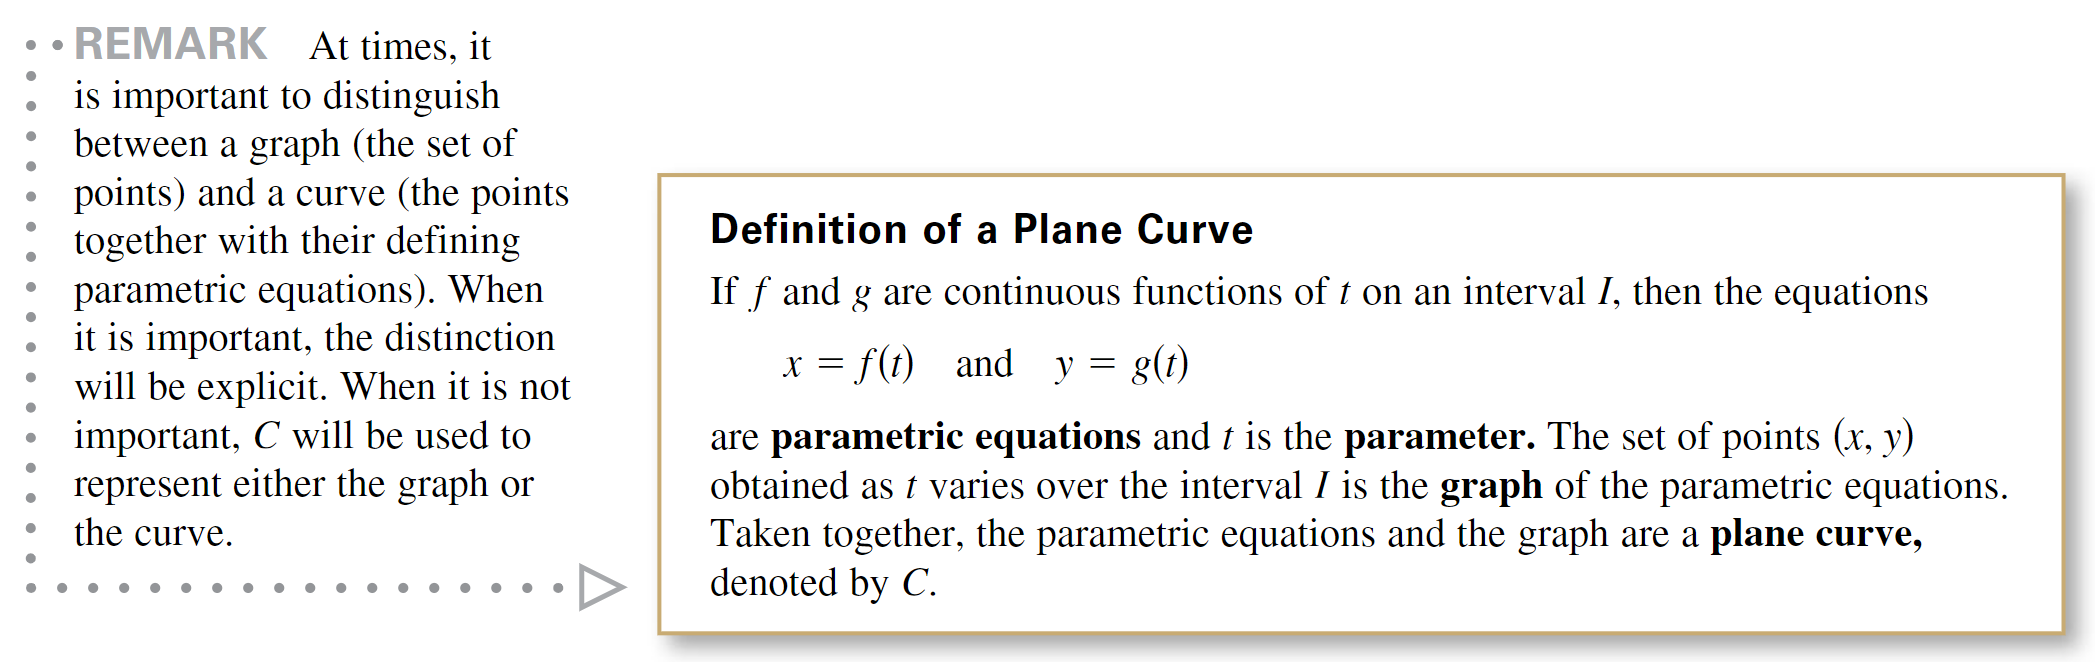 REMARK At times, it
is important to distinguish
between a graph (the set of
points) and a curve (the points
together with their defining
parametric equations). When
it is important, the distinction
will be explicit. When it is not
important, C will be used to
represent either the graph or
the curve.
Definition of a Plane Curve
If f and g are continuous functions of t on an interval I, then the equations
x = f(t) and y = g(t)
are parametric equations and t is the parameter. The set of points (x, y)
obtained as t varies over the interval I is the graph of the parametric equations.
Taken together, the parametric equations and the graph are a plane curve,
denoted by C.